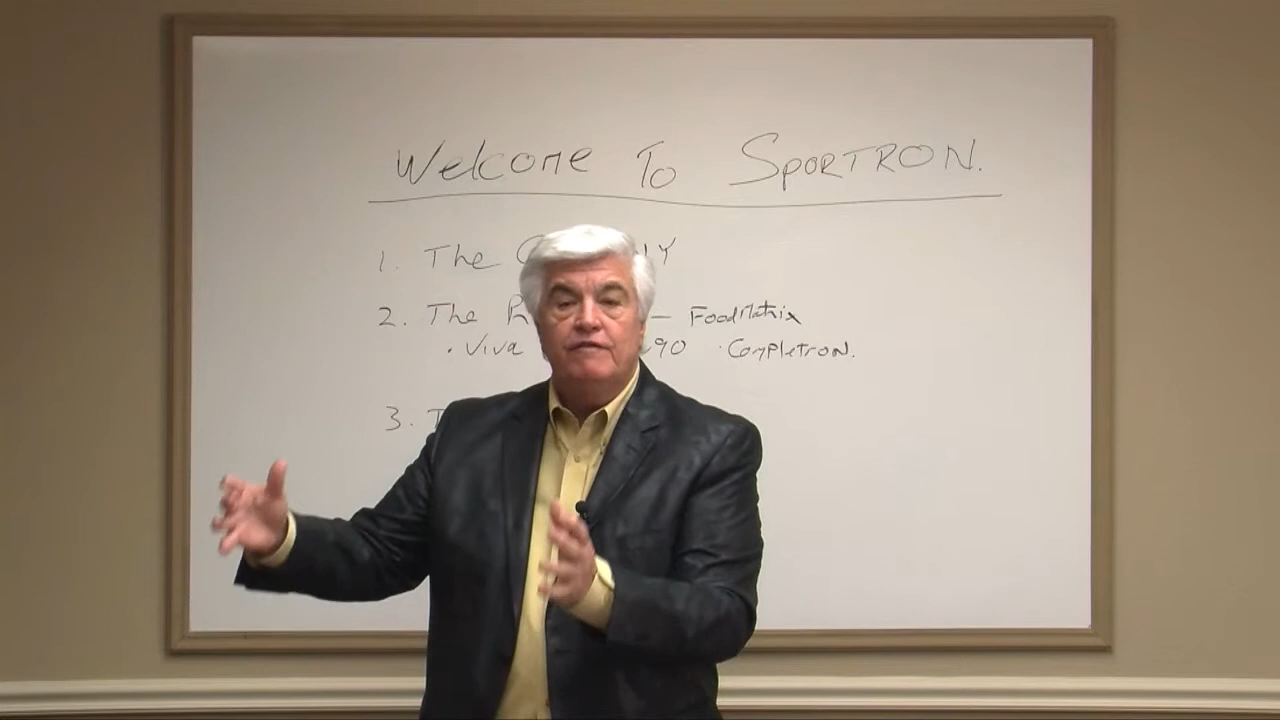 Welcome To SPORTRON.
1. The
2. The — FoodMatrix
• Viva 90 • Completron.
3.